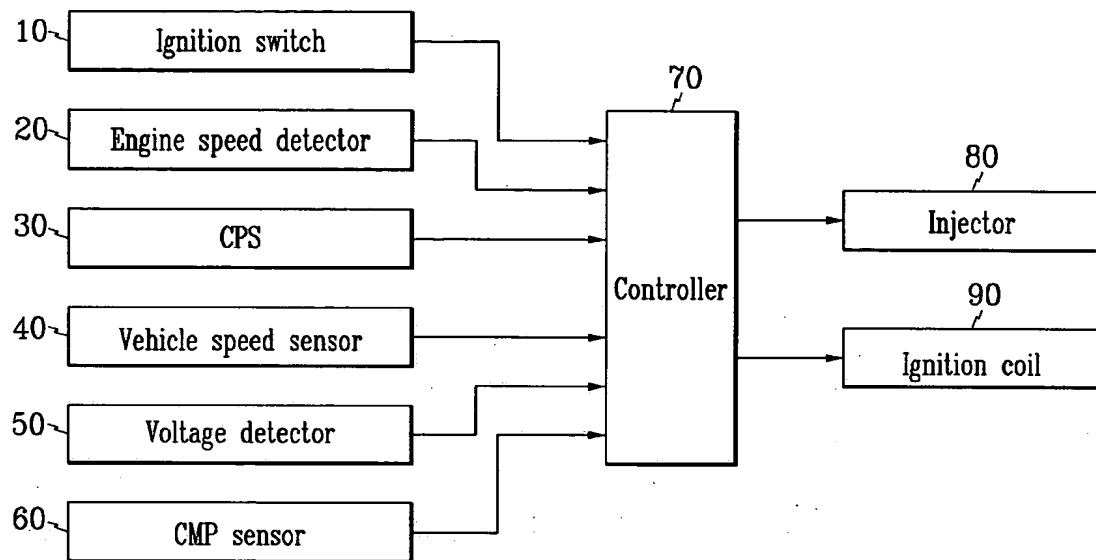 10
Ignition switch
20
Engine speed detector
30
CPS
40
Vehicle speed sensor
50
Voltage detector
60
CMP sensor
70
Controller
80
Injector
90
Ignition coil